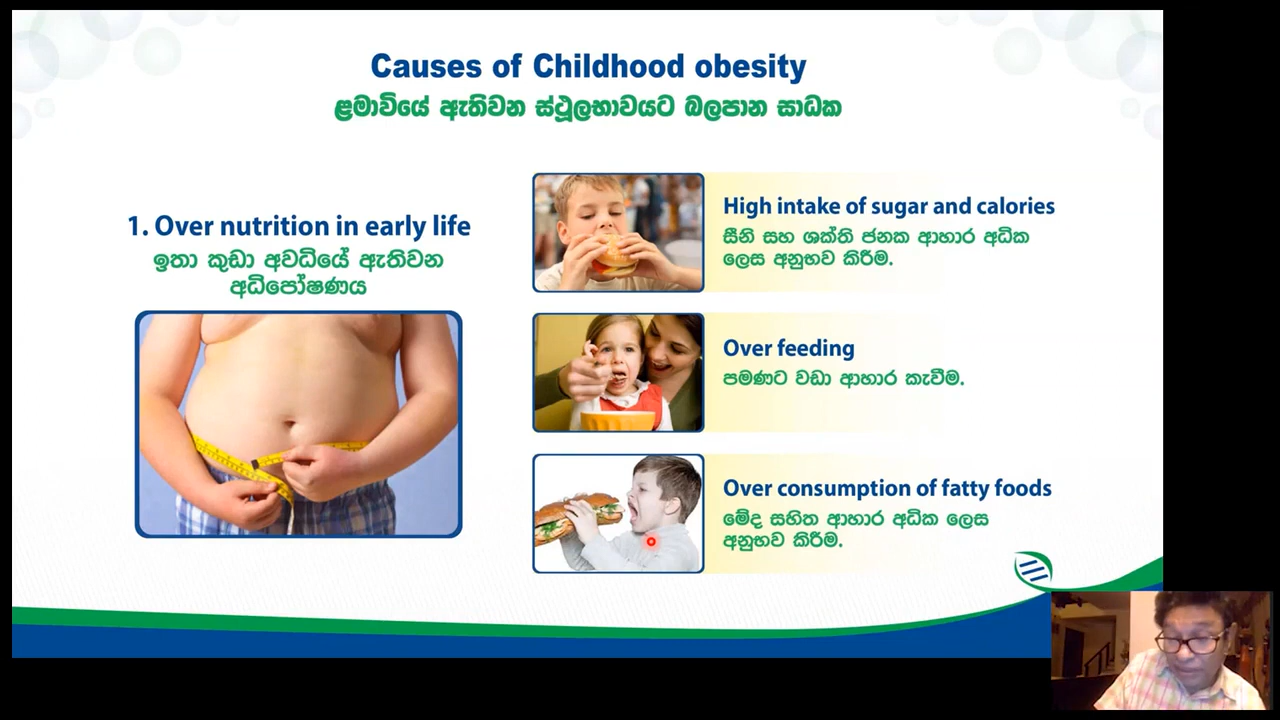 Causes of Childhood obesity
ළමාවියේ ඇතිවන ස්ථූලභාවයට බලපාන සාධක
1. Over nutrition in early life
ඉතා කුඩා අවධියේ ඇතිවන
අධිපෝෂණය
High intake of sugar and calories
සීනි සහ ශක්ති ජනක ආහාර අධික
ලෙස අනුභව කිරීම.
Over feeding
පමණට වඩා ආහාර කැවීම.
Over consumption of fatty foods
මේද සහිත ආහාර අධික ලෙස
අනුභව කිරීම.